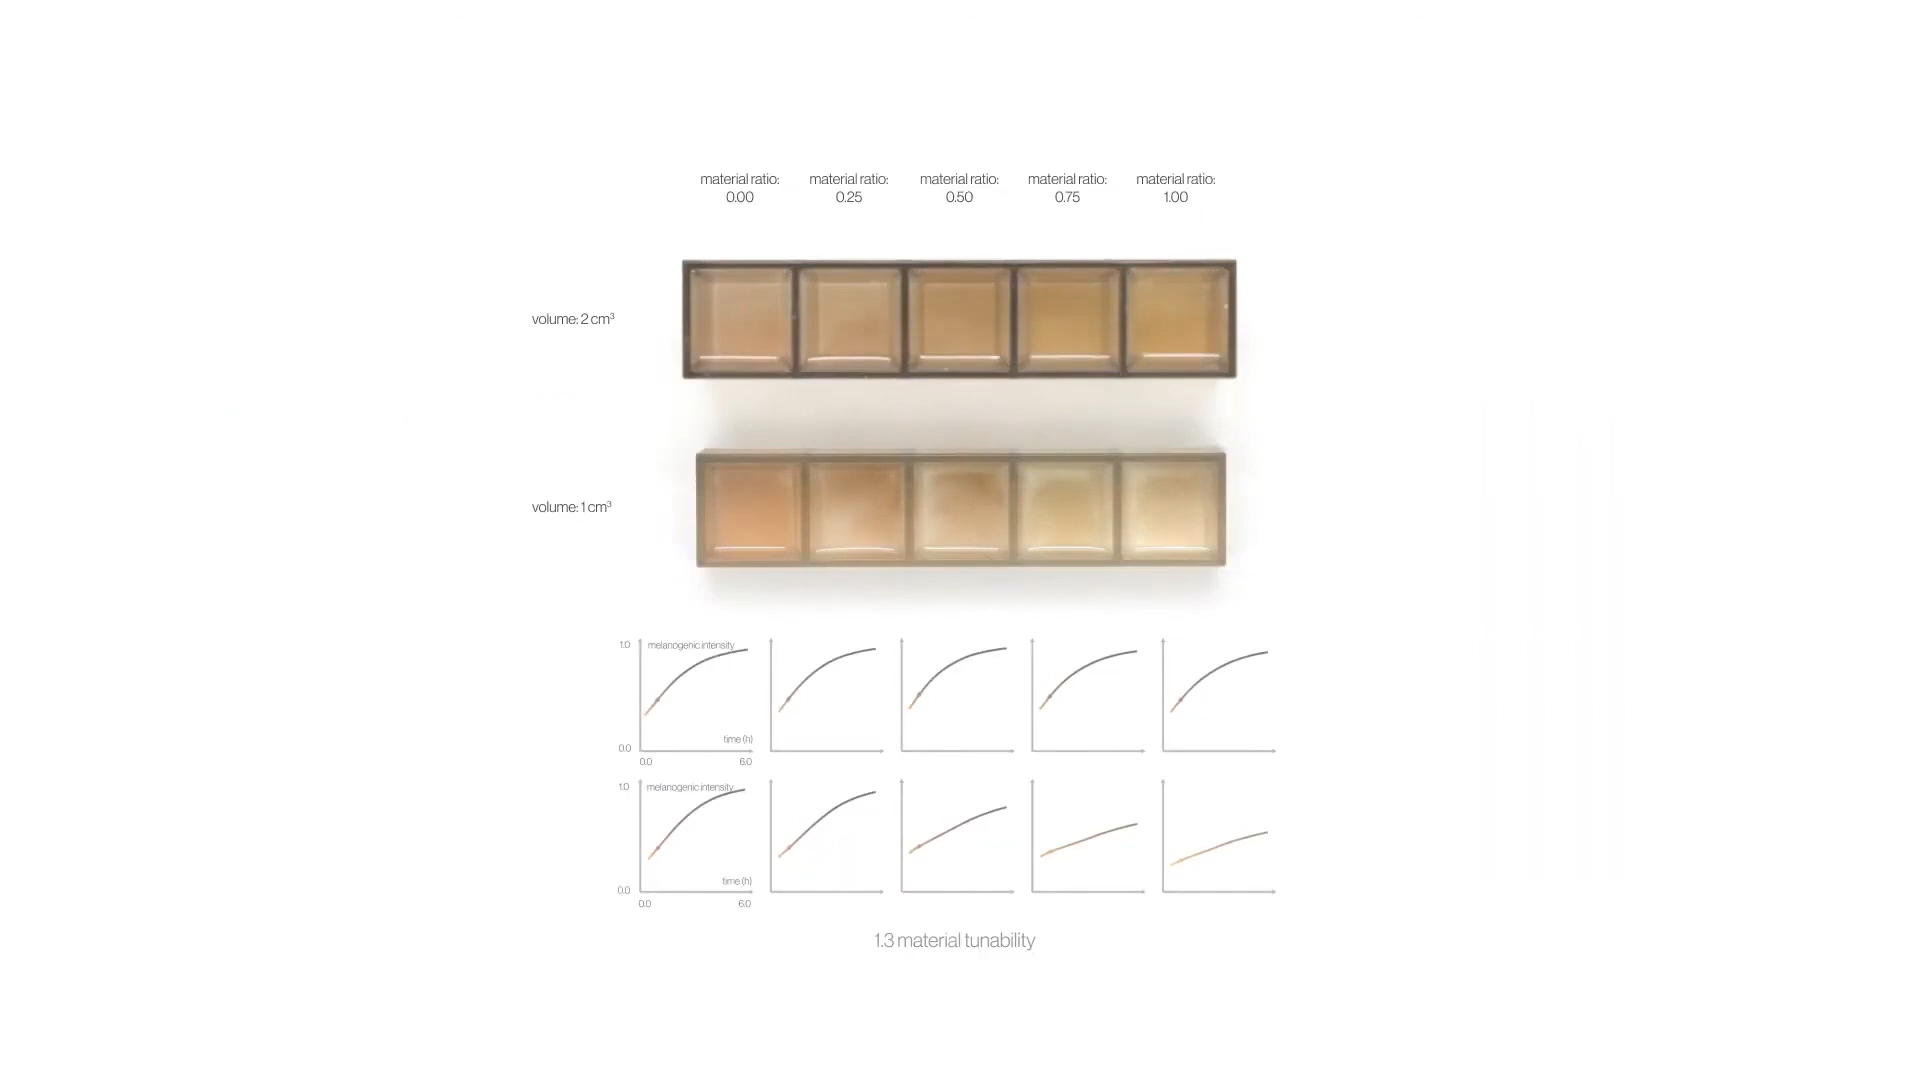 material ratio: material ratio: material ratio: material ratio: material ratio:
0.00 0.25 0.50 0.75 1.00
volume: 2 cm³
volume: 1 cm³
1.0 melanogenic intensity
time (h)
0.0
0.0 6.0
1.0 melanogenic intensity
time (h)
0.0
0.0 6.0
1.3 material tunability